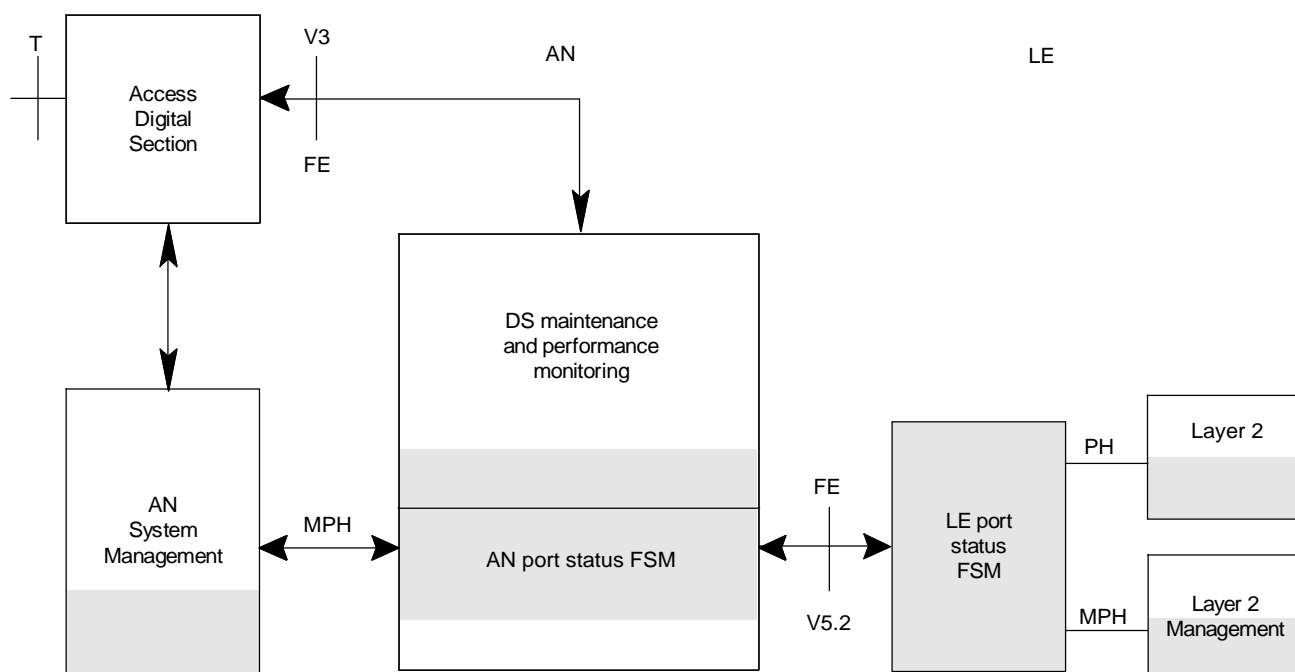 T
V3
AN
LE
Access
Digital
Section
FE
DS maintenance
and performance
monitoring
Layer 2
PH
AN
System
Management
MPH
AN port status FSM
FE
LE port
status
FSM
V5.2
MPH
Layer 2
Management